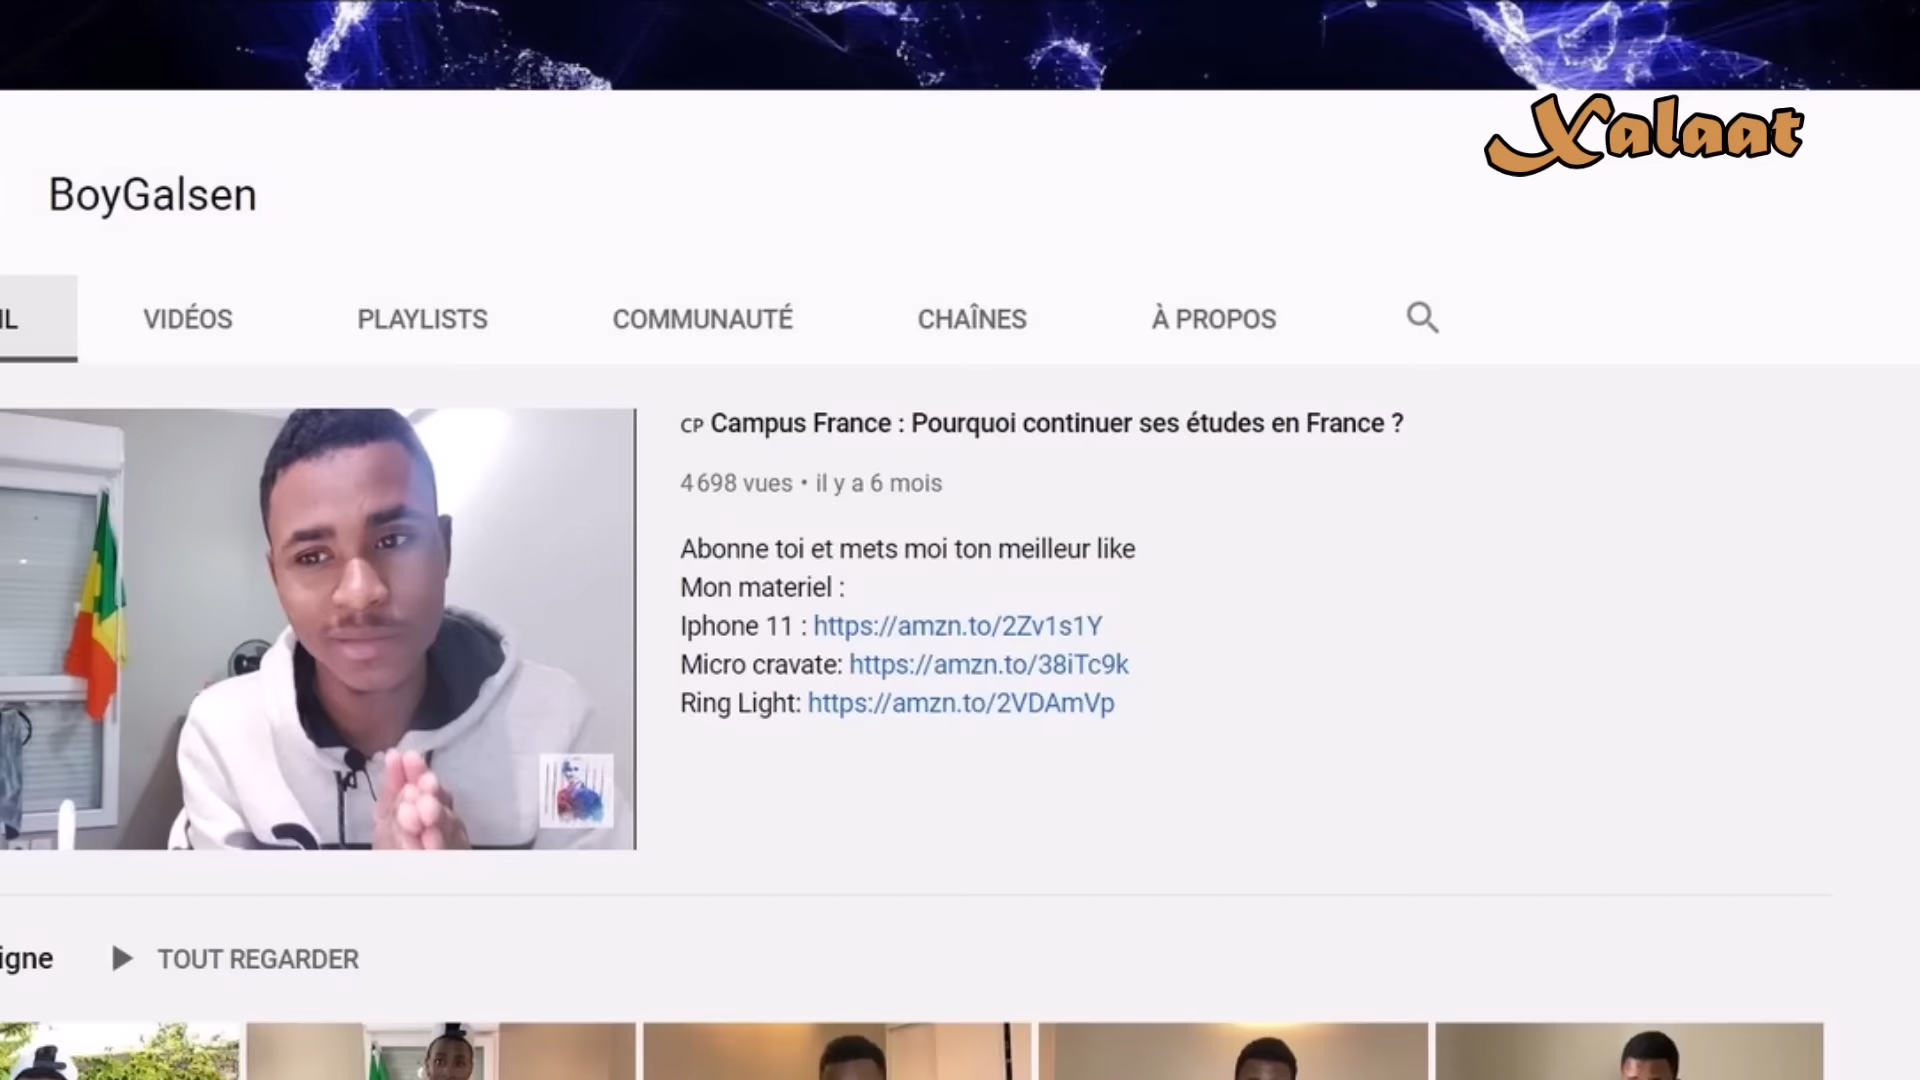 Xalaat
BoyGalsen
IL
VIDÉOS
PLAYLISTS
COMMUNAUTÉ
CHAÎNES
À PROPOS
CP Campus France : Pourquoi continuer ses études en France ?
4 698 vues • il y a 6 mois
Abonne toi et mets moi ton meilleur like
Mon materiel :
Iphone 11 : https://amzn.to/2Zv1s1Y
Micro cravate: https://amzn.to/38iTc9k
Ring Light: https://amzn.to/2VDAmVp
igne
TOUT REGARDER